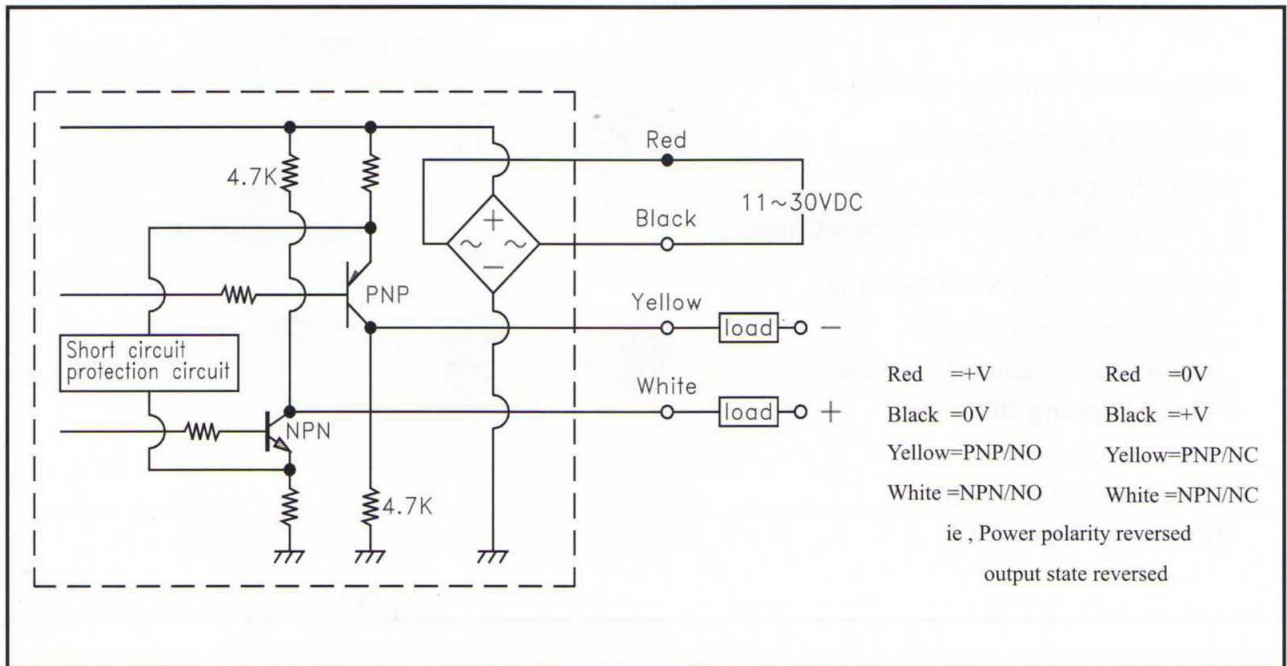 Red
4.7K
11~30VDC
Black
+
~ ~
−
PNP
Yellow
load −
Short circuit
protection circuit
White
load +
NPN
4.7K
Red =+V Red =0V
Black =0V Black =+V
Yellow=PNP/NO Yellow=PNP/NC
White =NPN/NO White =NPN/NC
ie , Power polarity reversed
output state reversed